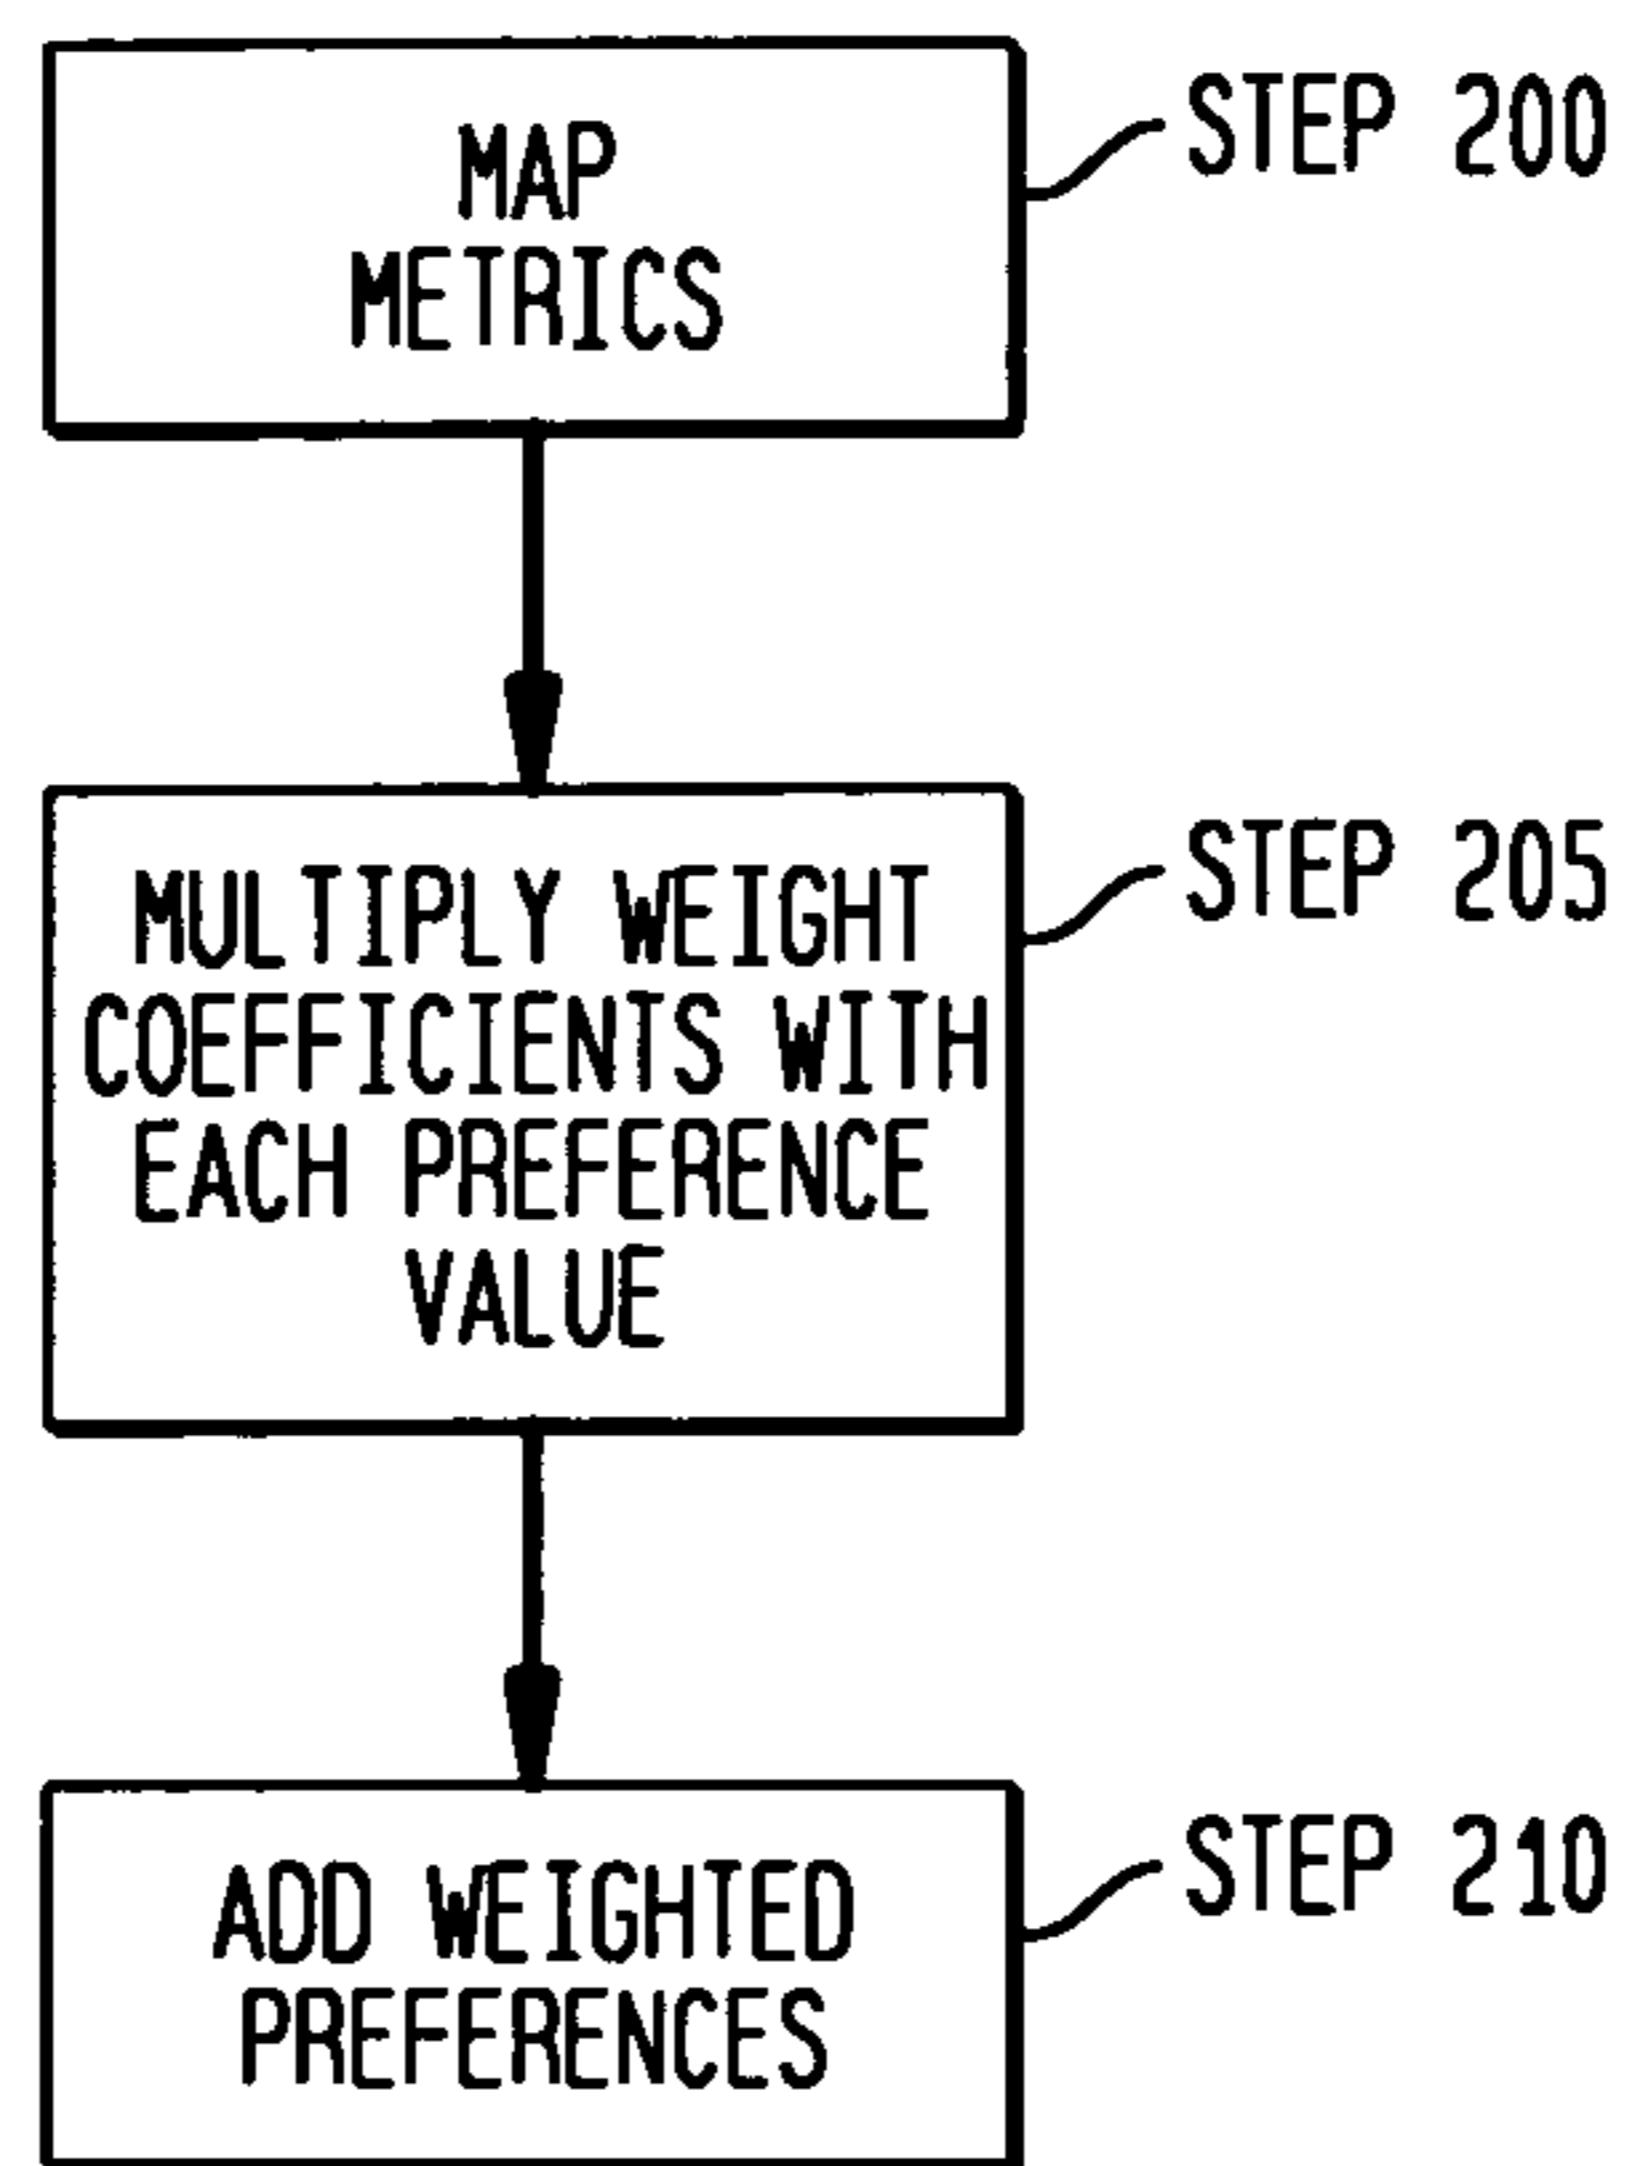 MAP
METRICS
STEP 200
MULTIPLY WEIGHT
COEFFICIENTS WITH
EACH PREFERENCE
VALUE
STEP 205
ADD WEIGHTED
PREFERENCES
STEP 210